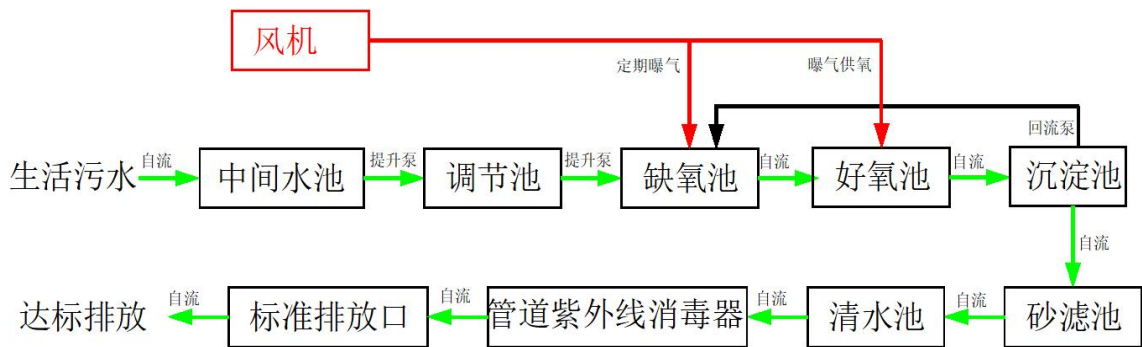 风机
定期曝气
曝气供氧
回流泵
生活污水
自流
中间水池
提升泵
调节池
提升泵
缺氧池
自流
好氧池
自流
沉淀池
自流
达标排放
自流
标准排放口
自流
管道紫外线消毒器
自流
清水池
自流
砂滤池